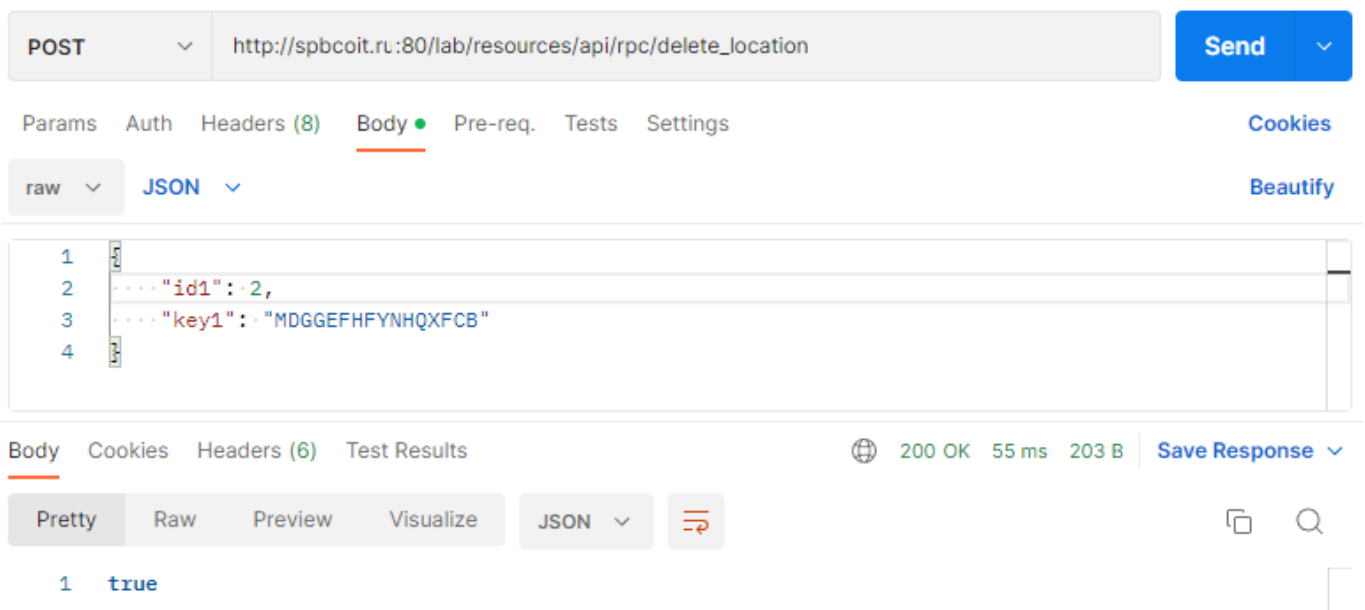 POST http://spbcoit.ru:80/lab/resources/api/rpc/delete_location Send
Params Auth Headers (8) Body Pre-req. Tests Settings Cookies
raw JSON Beautify
1 {
2 "id1": 2,
3 "key1": "MDGGEFHFYNHQXFCB"
4 }
Body Cookies Headers (6) Test Results 200 OK 55 ms 203 B Save Response
Pretty Raw Preview Visualize JSON
1 true